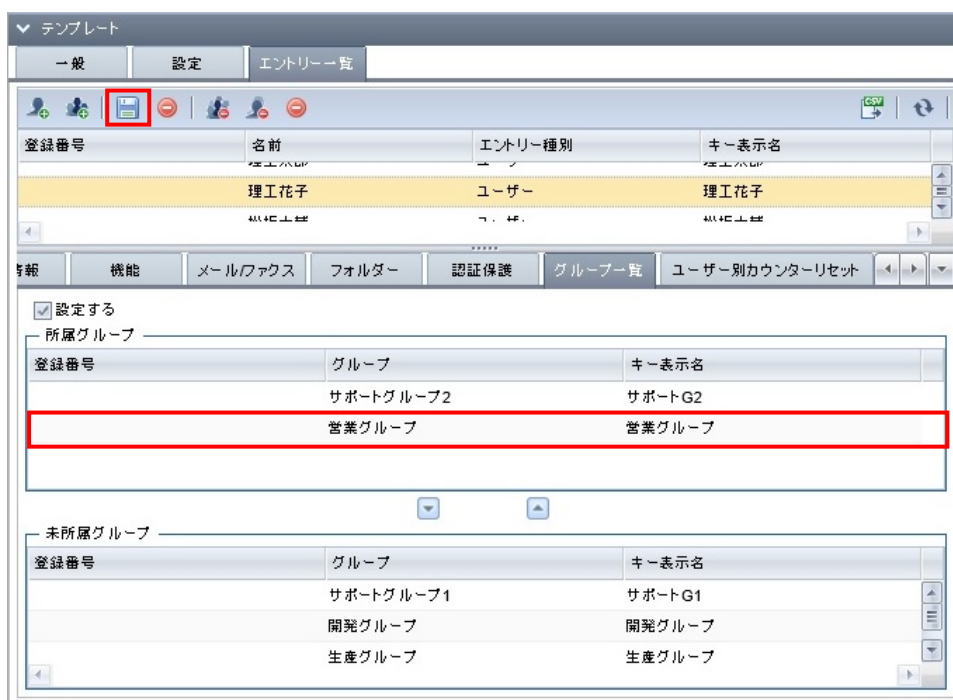 テンプレート
一般 設定 エントリー一覧
CSV
登録番号 名前 エントリー種別 キー表示名
理工花子 ユーザー 理工花子
機能 メール/ファクス フォルダー 認証保護 グループ一覧 ユーザー別カウンターリセット
設定する
所属グループ
登録番号 グループ キー表示名
サポートグループ2 サポートG2
営業グループ 営業グループ
未所属グループ
登録番号 グループ キー表示名
サポートグループ1 サポートG1
開発グループ 開発グループ
生産グループ 生産グループ